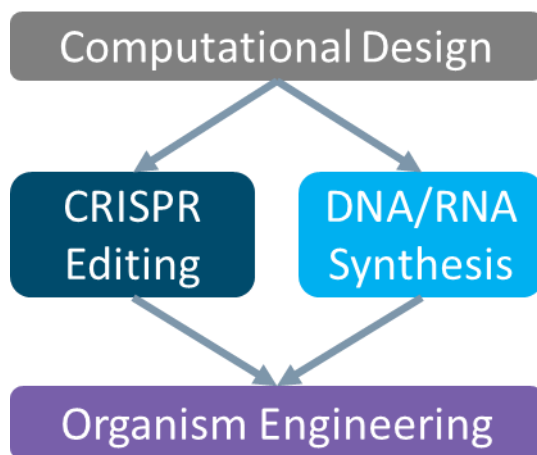 Computational Design
CRISPR
Editing
DNA/RNA
Synthesis
Organism Engineering